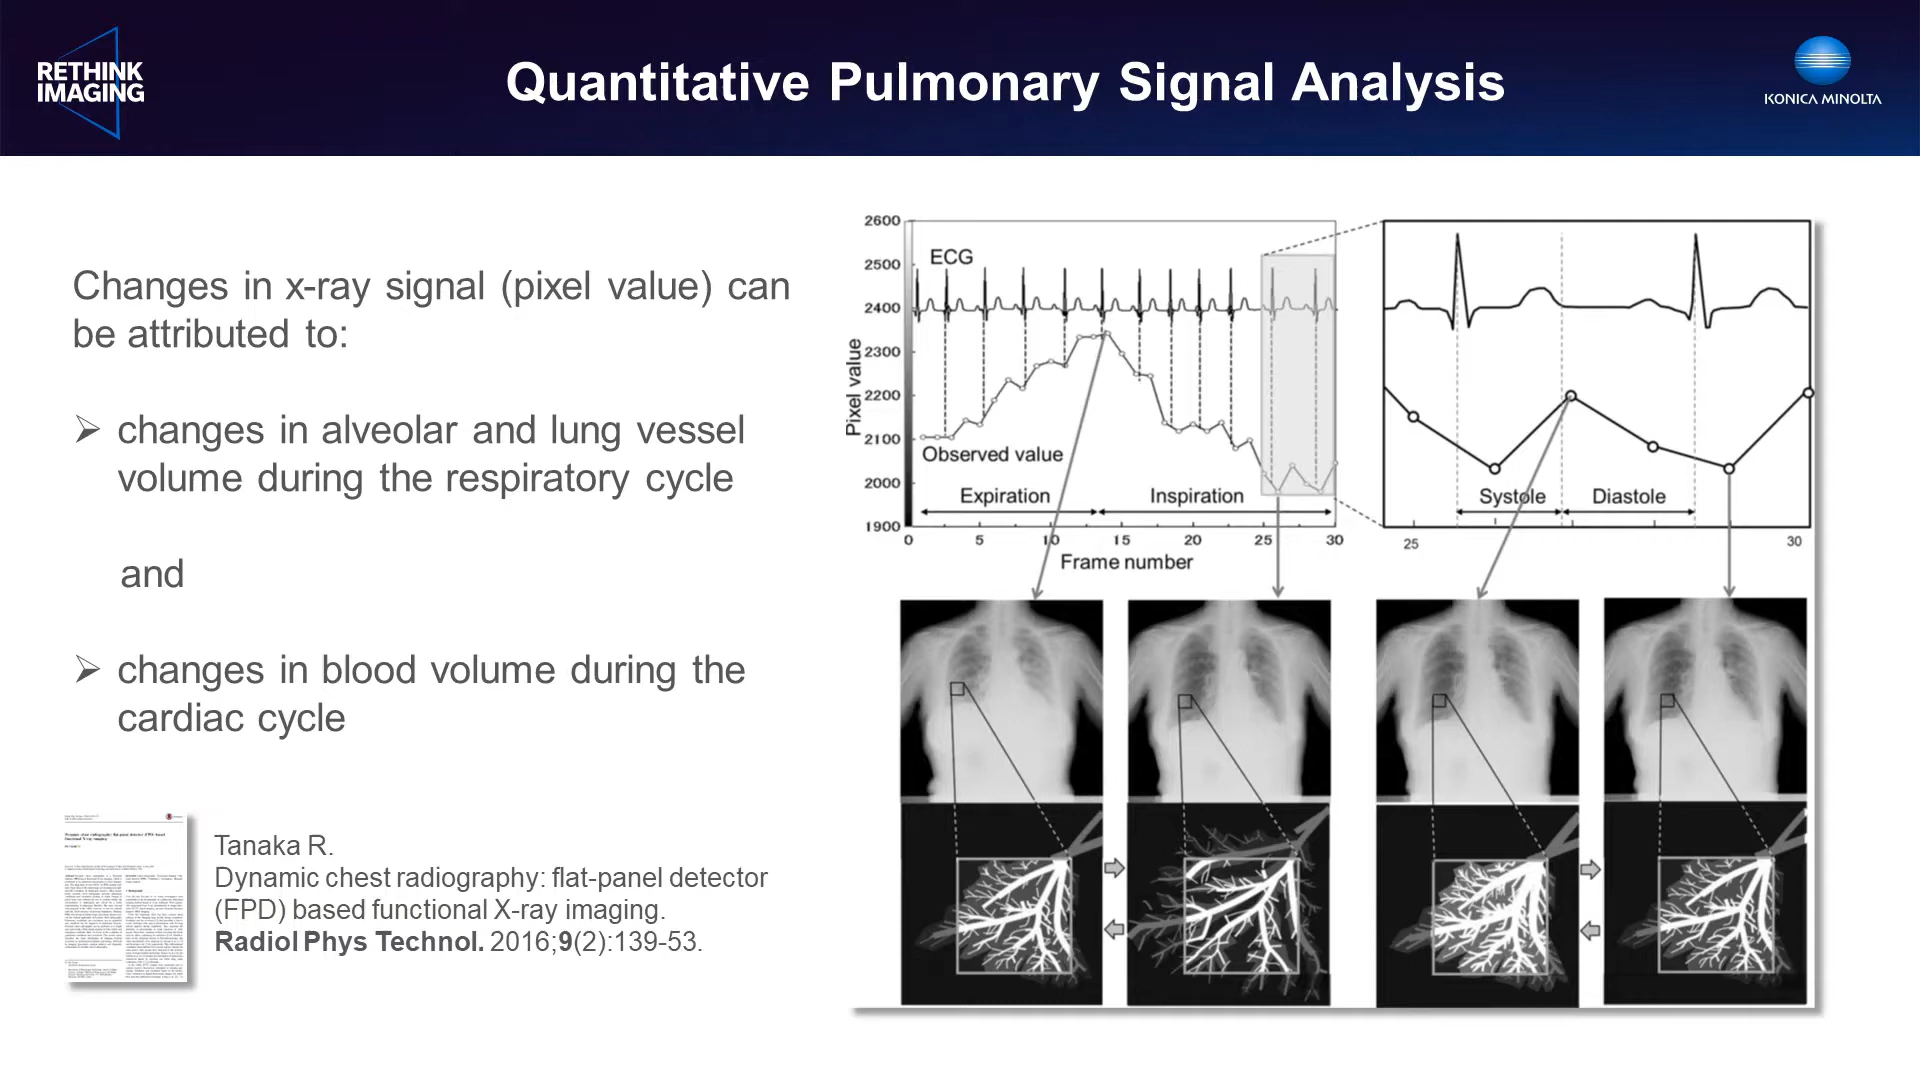 RETHINK
IMAGING
Quantitative Pulmonary Signal Analysis
KONICA MINOLTA
Changes in x-ray signal (pixel value) can
be attributed to:
changes in alveolar and lung vessel
volume during the respiratory cycle
and
changes in blood volume during the
cardiac cycle
Tanaka R.
Dynamic chest radiography: flat-panel detector
(FPD) based functional X-ray imaging.
Radiol Phys Technol. 2016;9(2):139-53.
2600
2500
2400
2300
2200
2100
2000
1900
Pixel value
ECG
Observed value
Expiration
Inspiration
0 5 10 15 20 25 30
Frame number
Systole
Diastole
25 30